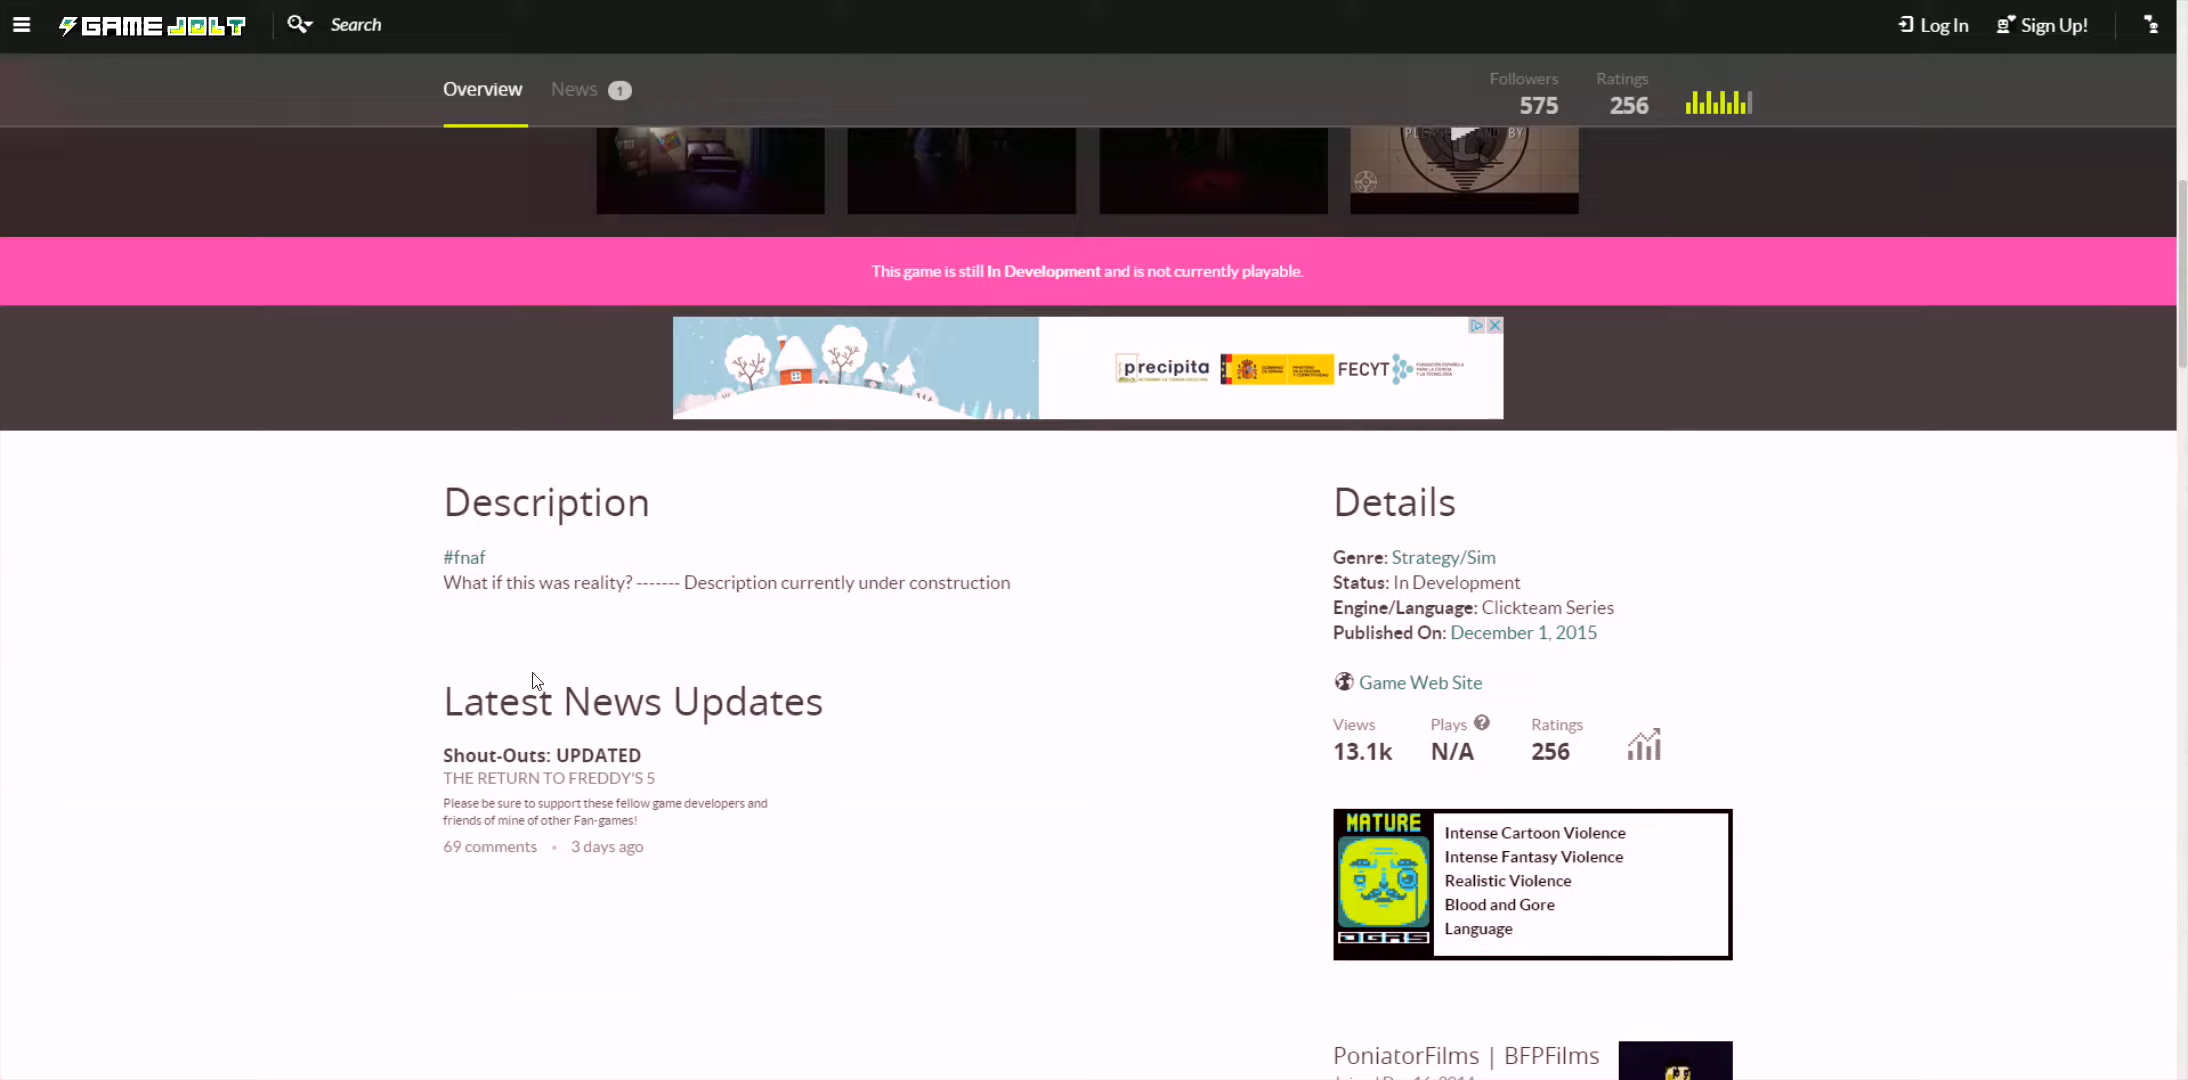 GAME JOLT
Search
Log In
Sign Up!
Overview
News 1
Followers
575
Ratings
256
PLEASE STAND BY
This game is still In Development and is not currently playable.
precipita
FECYT
Description
#fnaf
What if this was reality? ------- Description currently under construction
Latest News Updates
Shout-Outs: UPDATED
THE RETURN TO FREDDY'S 5
Please be sure to support these fellow game developers and
friends of mine of other Fan-games!
69 comments • 3 days ago
Details
Genre: Strategy/Sim
Status: In Development
Engine/Language: Clickteam Series
Published On: December 1, 2015
Game Web Site
Views
13.1k
Plays ?
N/A
Ratings
256
MATURE
Intense Cartoon Violence
Intense Fantasy Violence
Realistic Violence
Blood and Gore
Language
DGRS
PoniatorFilms | BFPFilms